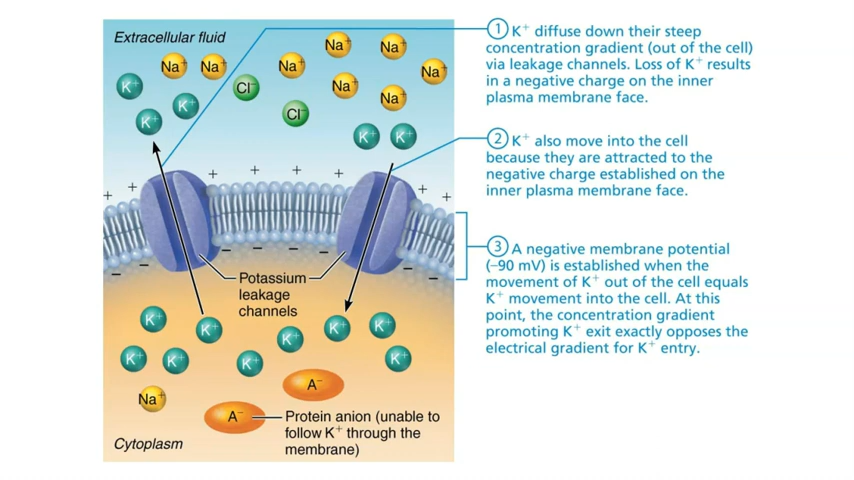 Extracellular fluid
Na⁺
Na⁺
Na⁺
Na⁺
Na⁺
Na⁺
Na⁺
Na⁺
K⁺
K⁺
K⁺
Cl⁻
Cl⁻
K⁺
K⁺
+ + + + + + + +
– – – – – – – –
Potassium
leakage
channels
K⁺
K⁺
K⁺
K⁺
K⁺
K⁺
K⁺
K⁺
K⁺
Na⁺
A⁻
A⁻
Protein anion (unable to
follow K⁺ through the
membrane)
Cytoplasm
① K⁺ diffuse down their steep
concentration gradient (out of the cell)
via leakage channels. Loss of K⁺ results
in a negative charge on the inner
plasma membrane face.
② K⁺ also move into the cell
because they are attracted to the
negative charge established on the
inner plasma membrane face.
③ A negative membrane potential
(–90 mV) is established when the
movement of K⁺ out of the cell equals
K⁺ movement into the cell. At this
point, the concentration gradient
promoting K⁺ exit exactly opposes the
electrical gradient for K⁺ entry.